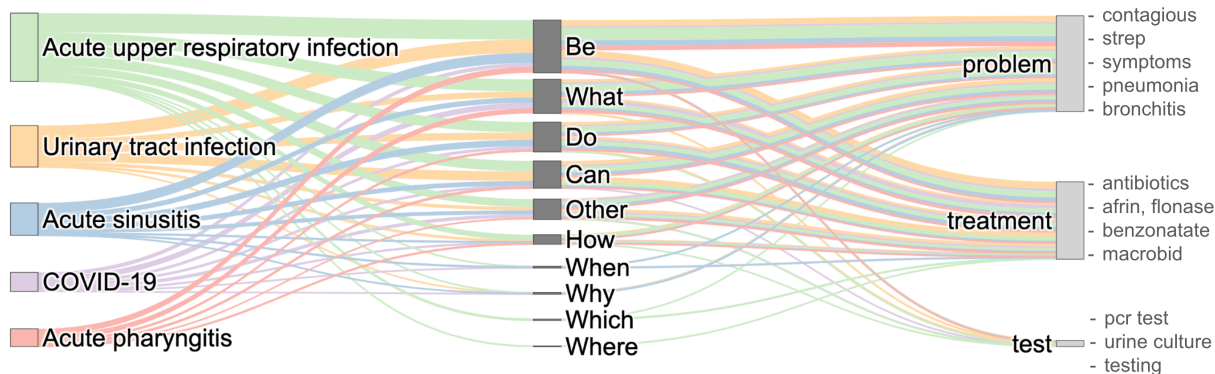 Acute upper respiratory infection
Urinary tract infection
Acute sinusitis
COVID-19
Acute pharyngitis
Be
What
Do
Can
Other
How
When
Why
Which
Where
problem
- contagious
- strep
- symptoms
- pneumonia
- bronchitis
treatment
- antibiotics
- afrin, flonase
- benzonatate
- macrobid
test
- pcr test
- urine culture
- testing